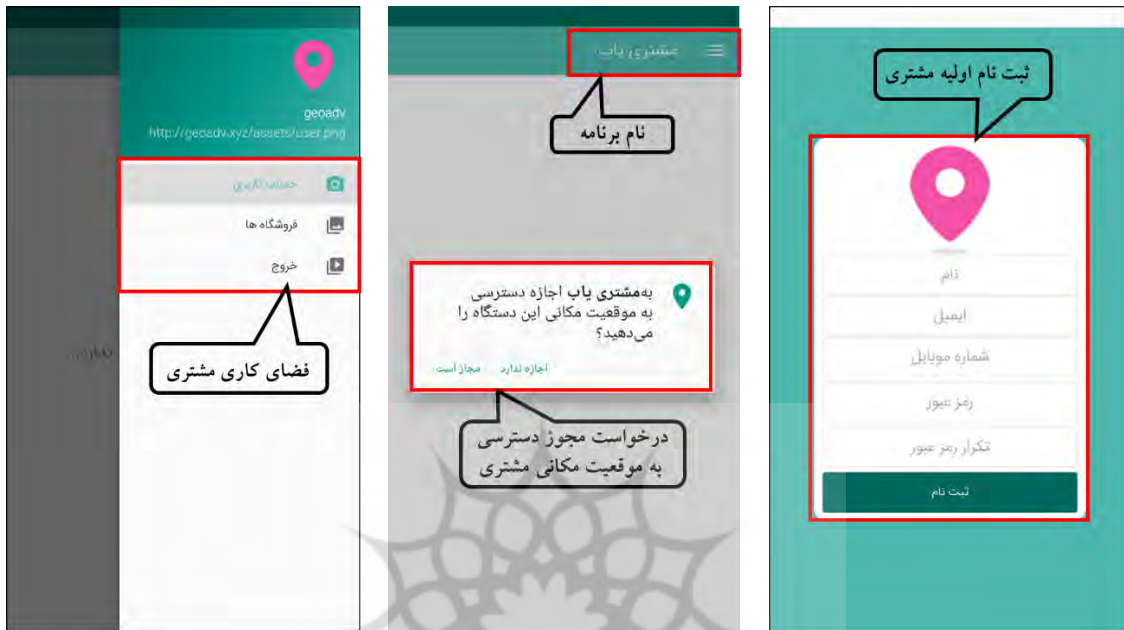 ثبت نام اولیه مشتری
نام
ایمیل
شماره موبایل
رمز عبور
تکرار رمز عبور
ثبت نام
مشتری یاب
نام برنامه
به‌مشتری یاب اجازه دسترسی
به موقعیت مکانی این دستگاه را
می‌دهید؟
اجازه ندارد مجاز است
درخواست مجوز دسترسی
به موقعیت مکانی مشتری
geoadv
http://geoadv.xyz/assets/user.png
حساب کاربری
فروشگاه ها
خروج
فضای کاری مشتری